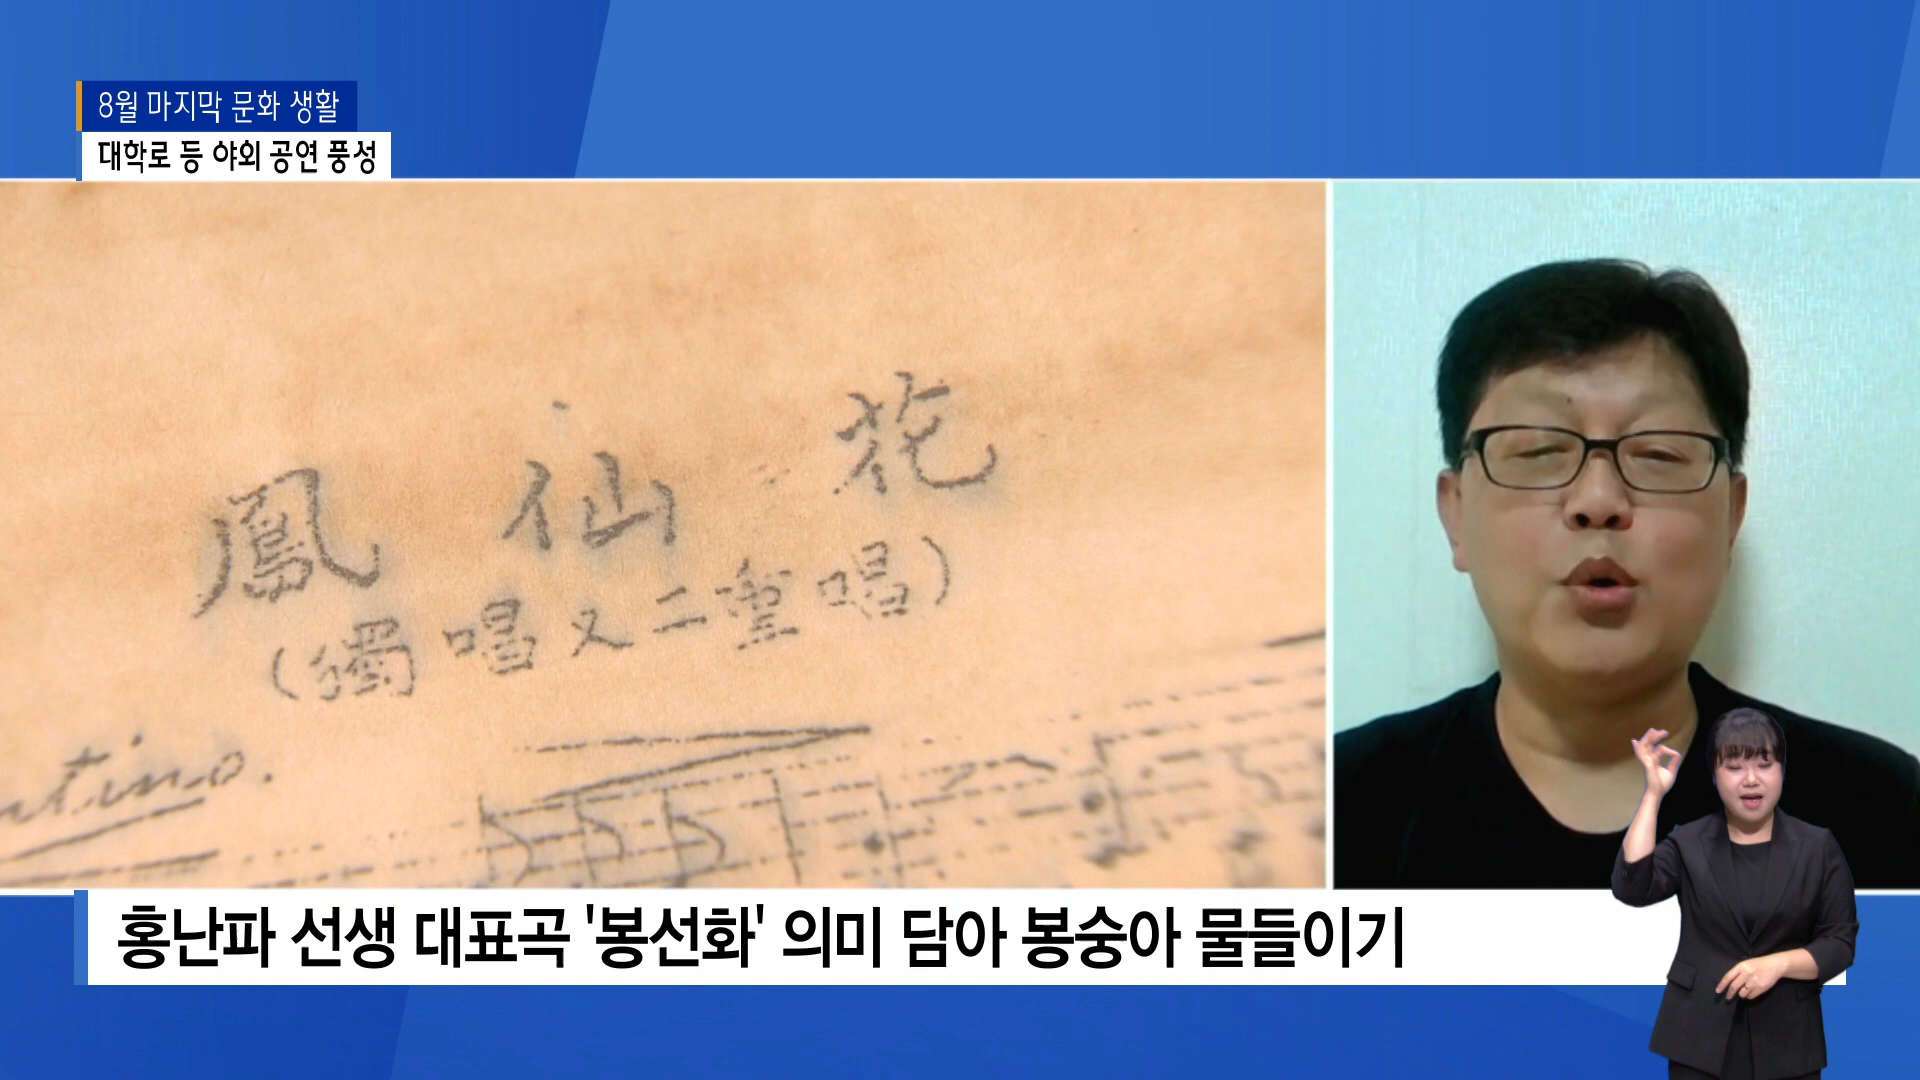 8월 마지막 문화 생활
대학로 등 야외 공연 풍성
鳳 仙 花
(獨唱又二重唱)
홍난파 선생 대표곡 '봉선화' 의미 담아 봉숭아 물들이기